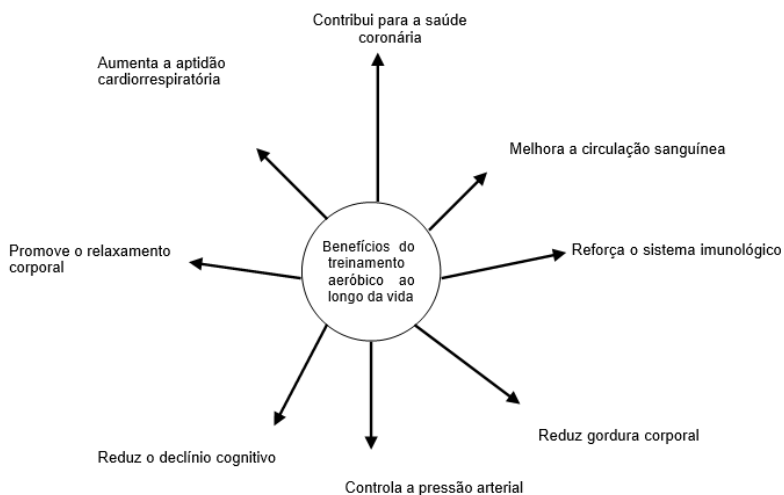 Contribui para a saúde
coronária
Aumenta a aptidão
cardiorrespiratória
Melhora a circulação sanguínea
Promove o relaxamento
corporal
Benefícios do
treinamento
aeróbico ao
longo da vida
Reforça o sistema imunológico
Reduz gordura corporal
Reduz o declínio cognitivo
Controla a pressão arterial